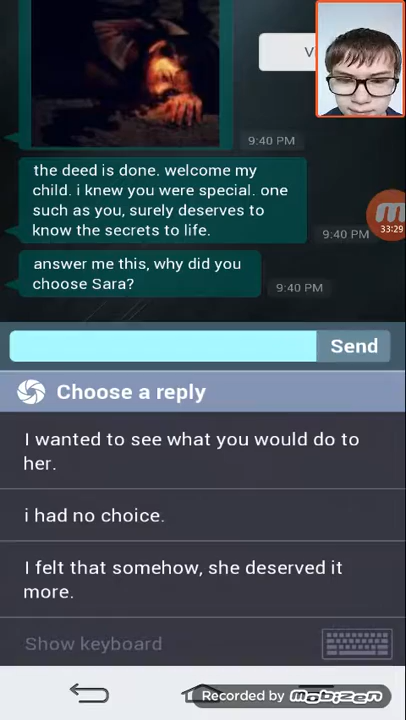 V
9:40 PM
the deed is done. welcome my
child. i knew you were special. one
such as you, surely deserves to
know the secrets to life.
9:40 PM
33:29
answer me this, why did you
choose Sara?
9:40 PM
Send
Choose a reply
I wanted to see what you would do to
her.
i had no choice.
I felt that somehow, she deserved it
more.
Show keyboard
Recorded by mobizen